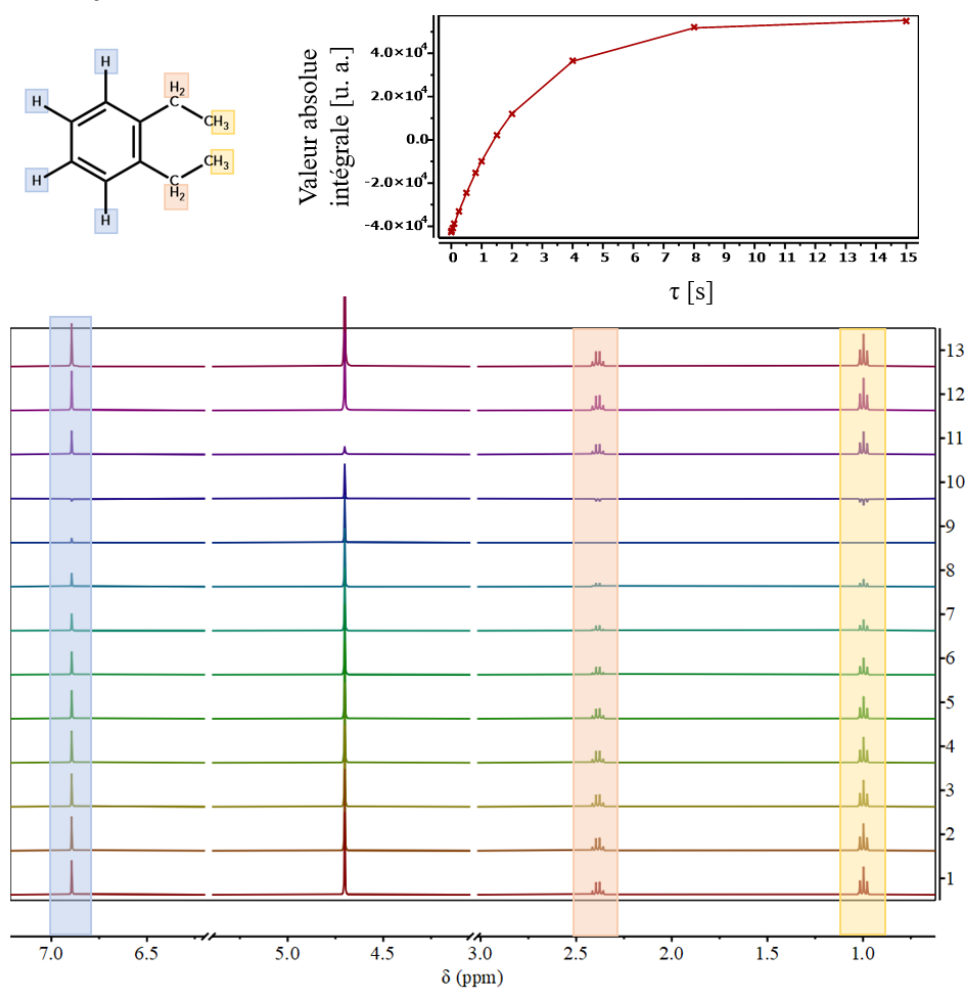 H
H
H
H
H₂
C
CH₃
CH₃
C
H₂
Valeur absolue
intégrale [u. a.]
4.0×10⁴
2.0×10⁴
0.0
-2.0×10⁴
-4.0×10⁴
0 1 2 3 4 5 6 7 8 9 10 11 12 13 14 15
τ [s]
13
12
11
10
9
8
7
6
5
4
3
2
1
7.0 6.5 5.0 4.5 3.0 2.5 2.0 1.5 1.0
δ (ppm)